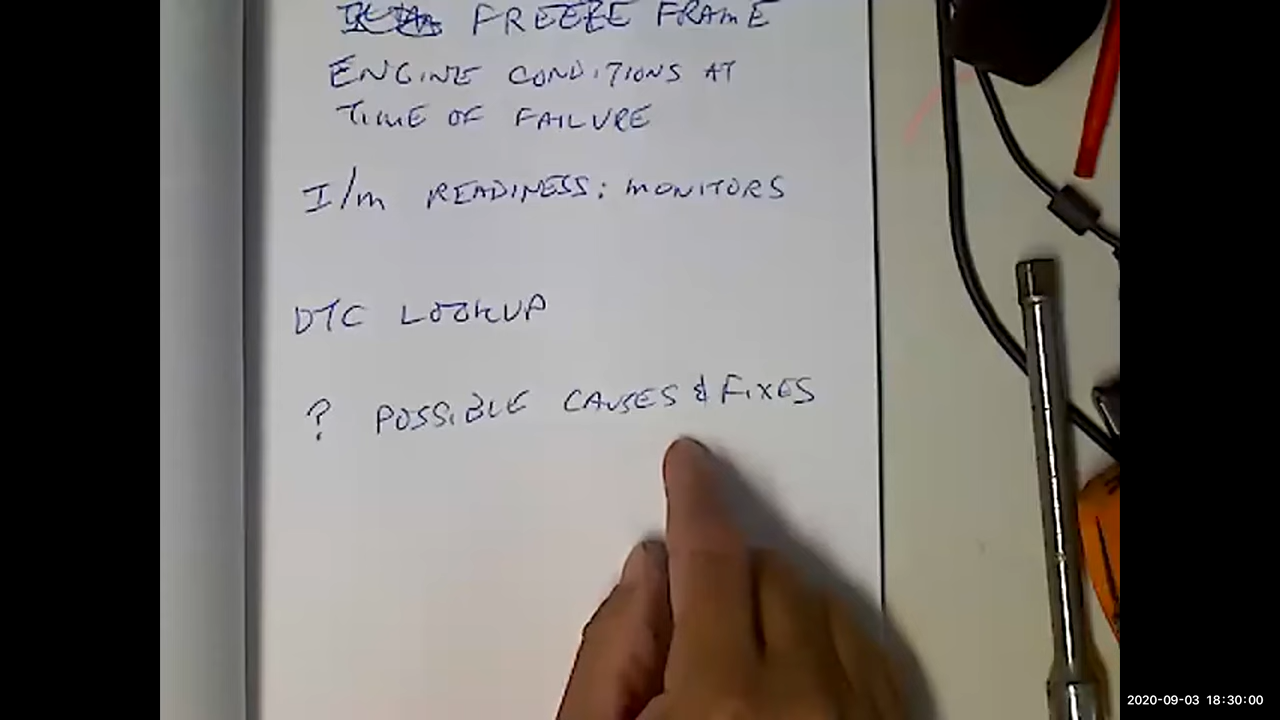 FREEZE FRAME
ENGINE CONDITIONS AT
TIME OF FAILURE
I/m READINESS: MONITORS
DTC LOOKUP
? POSSIBLE CAUSES & FIXES
2020-09-03 18:30:00